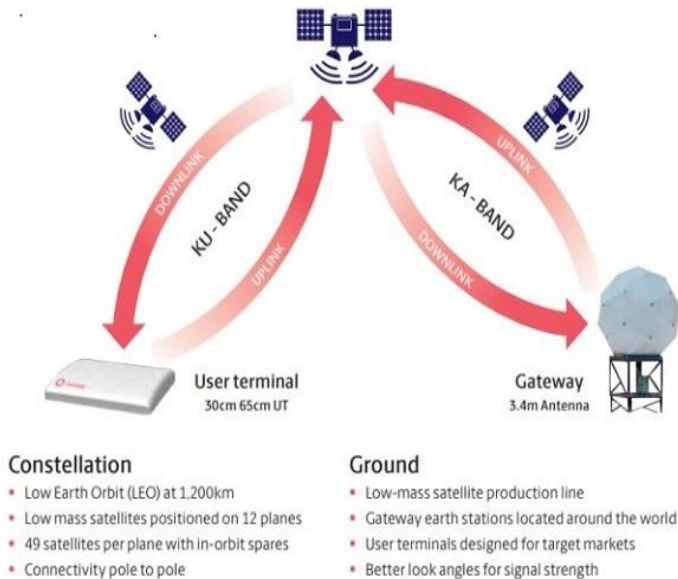 DOWNLINK
KU - BAND
UPLINK
UPLINK
KA - BAND
DOWNLINK
User terminal
30cm 65cm UT
Gateway
3.4m Antenna
Constellation
• Low Earth Orbit (LEO) at 1,200km
• Low mass satellites positioned on 12 planes
• 49 satellites per plane with in-orbit spares
• Connectivity pole to pole
Ground
• Low-mass satellite production line
• Gateway earth stations located around the world
• User terminals designed for target markets
• Better look angles for signal strength